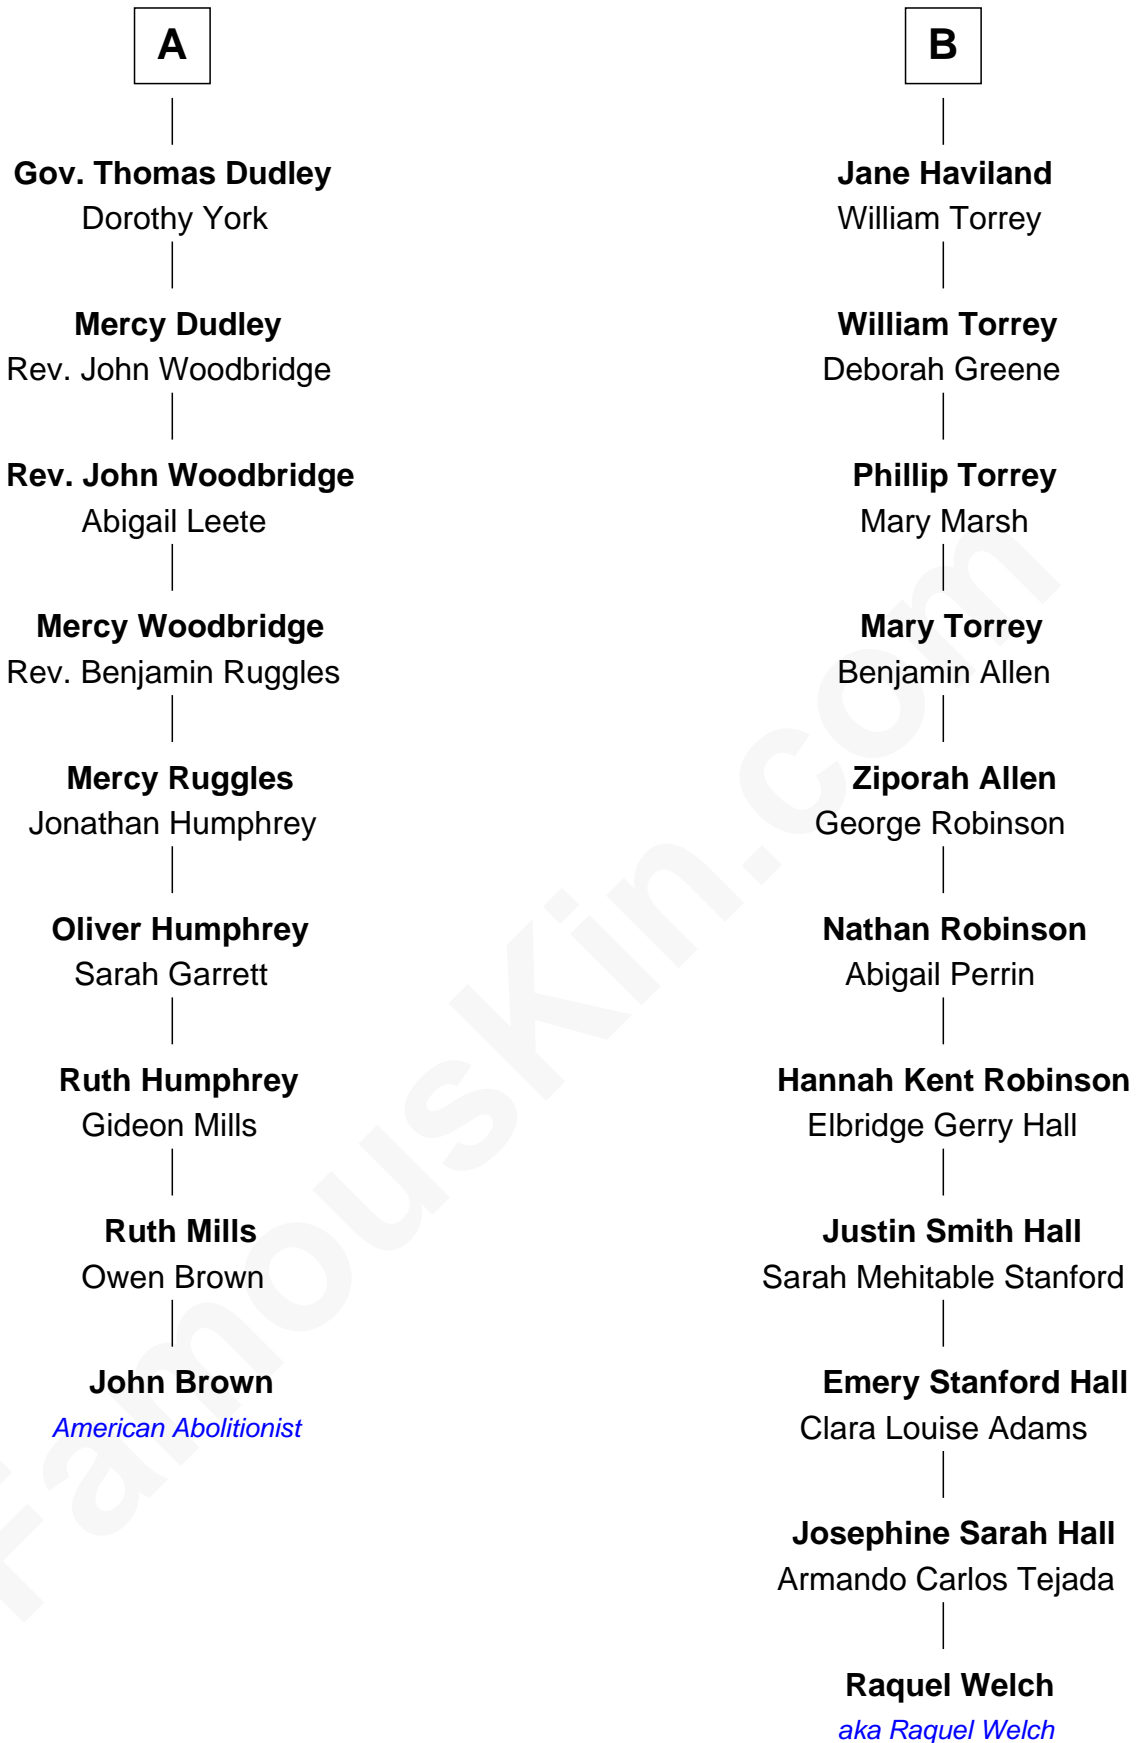 A
Gov. Thomas Dudley
Dorothy York
Mercy Dudley
Rev. John Woodbridge
Rev. John Woodbridge
Abigail Leete
Mercy Woodbridge
Rev. Benjamin Ruggles
Mercy Ruggles
Jonathan Humphrey
Oliver Humphrey
Sarah Garrett
Ruth Humphrey
Gideon Mills
Ruth Mills
Owen Brown
John Brown
American Abolitionist
B
Jane Haviland
William Torrey
William Torrey
Deborah Greene
Phillip Torrey
Mary Marsh
Mary Torrey
Benjamin Allen
Ziporah Allen
George Robinson
Nathan Robinson
Abigail Perrin
Hannah Kent Robinson
Elbridge Gerry Hall
Justin Smith Hall
Sarah Mehitable Stanford
Emery Stanford Hall
Clara Louise Adams
Josephine Sarah Hall
Armando Carlos Tejada
Raquel Welch
aka Raquel Welch
FamousKin.com